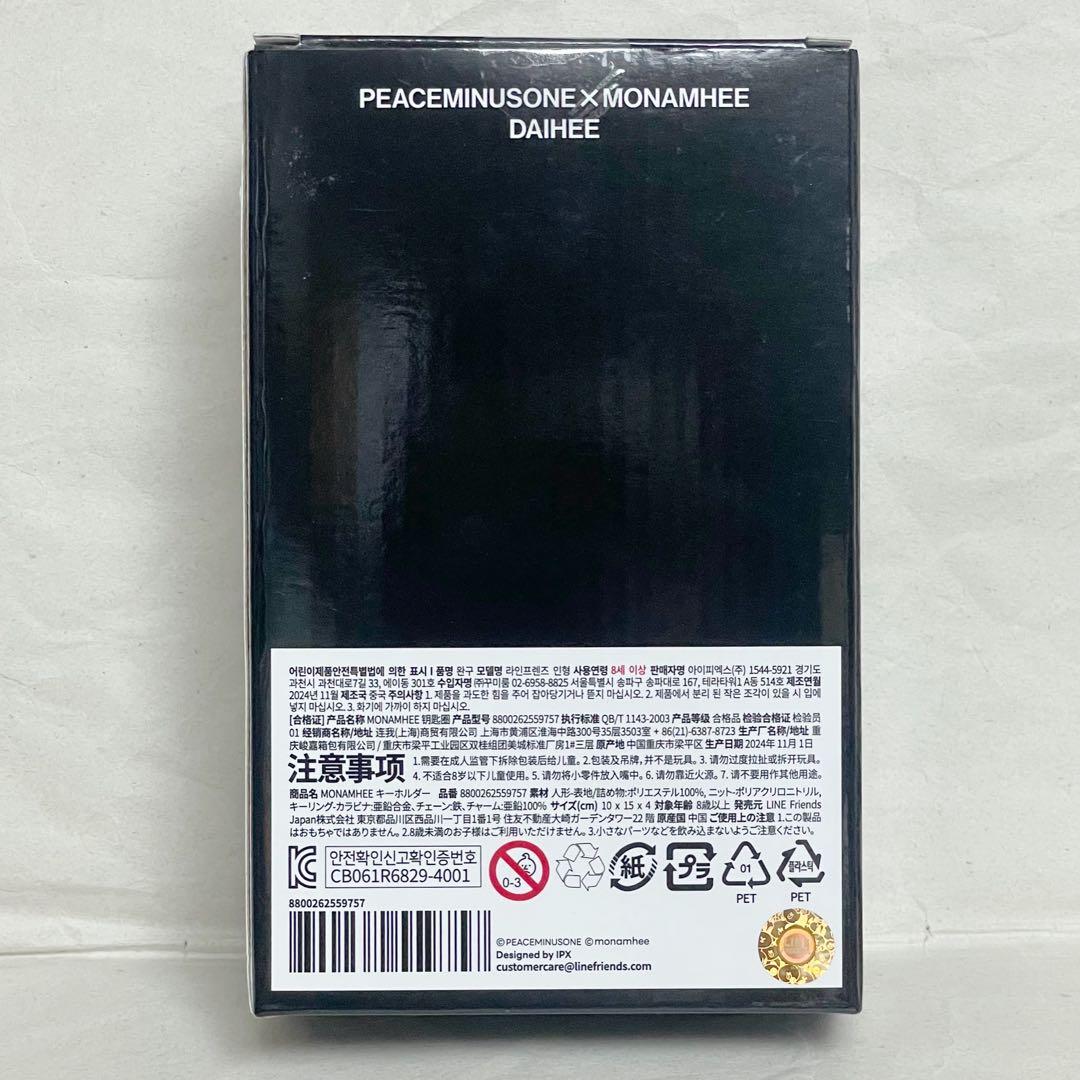 PEACEMINUSONE×MONAMHEE
DAIHEE
어린이제품안전특별법에 의한 표시 I 품명 완구 모델명 라인프렌즈 인형 사용연령 8세 이상 판매자명 아이피엑스(주) 1544-5921 경기도
과천시 과천대로7길 33, 에이동 301호 수입자명 ㈜꾸미룸 02-6958-8825 서울특별시 송파구 송파대로 167, 테라타워1 A동 514호 제조연월
2024년 11월 제조국 중국 주의사항 1. 제품을 과도한 힘을 주어 잡아당기거나 뜯지 마십시오. 2. 제품에서 분리 된 작은 조각이 있을 시 입에
넣지 마십시오. 3. 화기에 가까이 하지 마십시오.
[合格证] 产品名称 MONAMHEE 钥匙圈 产品型号 8800262559757 执行标准 QB/T 1143-2003 产品等级 合格品 检验合格证 检验员
01 经销商名称/地址 连我(上海)商贸有限公司 上海市黄浦区淮海中路300号35层3503室 + 86(21)-6387-8723 生产厂名称/地址 重
庆峻嘉箱包有限公司 / 重庆市梁平工业园区双桂组团美城标准厂房1#三层 原产地 中国重庆市梁平区 生产日期 2024年 11月 1日
注意事项 1.需要在成人监管下拆除包装后给儿童。2. 包装及吊牌，并不是玩具。3. 请勿过度拉扯或拆开玩具。
4. 不适合8岁以下儿童使用。5. 请勿将小零件放入嘴中。6. 请勿靠近火源。7. 请不要用作其他用途。
商品名 MONAMHEE キーホルダー 品番 8800262559757 素材 人形-表地/詰め物:ポリエステル100%, ニット-ポリアクリロニトリル,
キーリング-カラビナ:亜鉛合金、チェーン:鉄、チャーム:亜鉛100% サイズ(cm) 10 x 15 x 4 対象年齢 8歳以上 発売元 LINE Friends
Japan株式会社 東京都品川区西品川一丁目1番1号 住友不動産大崎ガーデンタワー22 階 原産国 中国 ご使用上の注意 1.この製品
はおもちゃではありません。2.8歳未満のお子様はご利用いただけません。3.小さなパーツなどを飲み込まないようご注意ください。
안전확인신고확인증번호
CB061R6829-4001
0-3
紙
プラ
01
PET
플라스틱
PET
8800262559757
©PEACEMINUSONE ©monamhee
Designed by IPX
customercare@linefriends.com